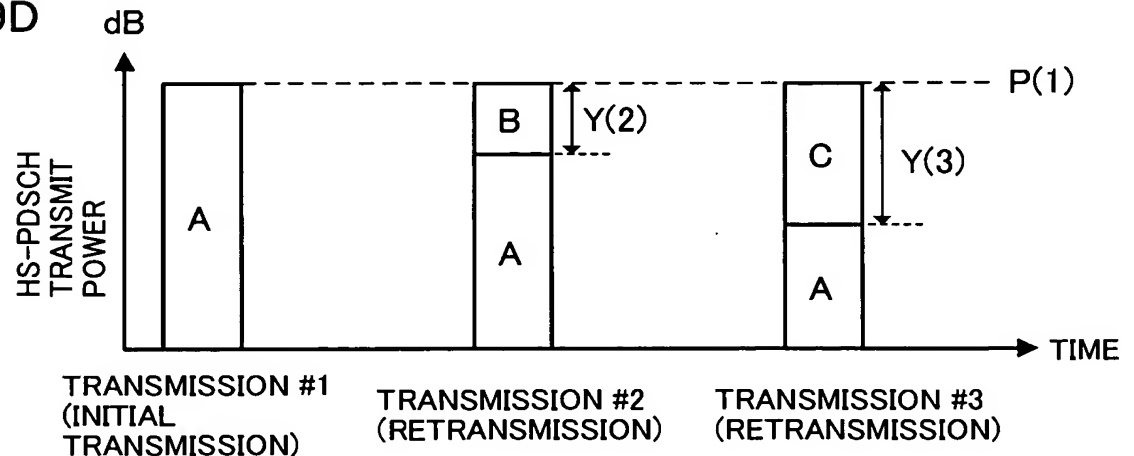 9D
dB
P(1)
B
Y(2)
C
Y(3)
A
A
A
HS-PDSCH
TRANSMIT
POWER
TIME
TRANSMISSION #1
(INITIAL
TRANSMISSION)
TRANSMISSION #2
(RETRANSMISSION)
TRANSMISSION #3
(RETRANSMISSION)